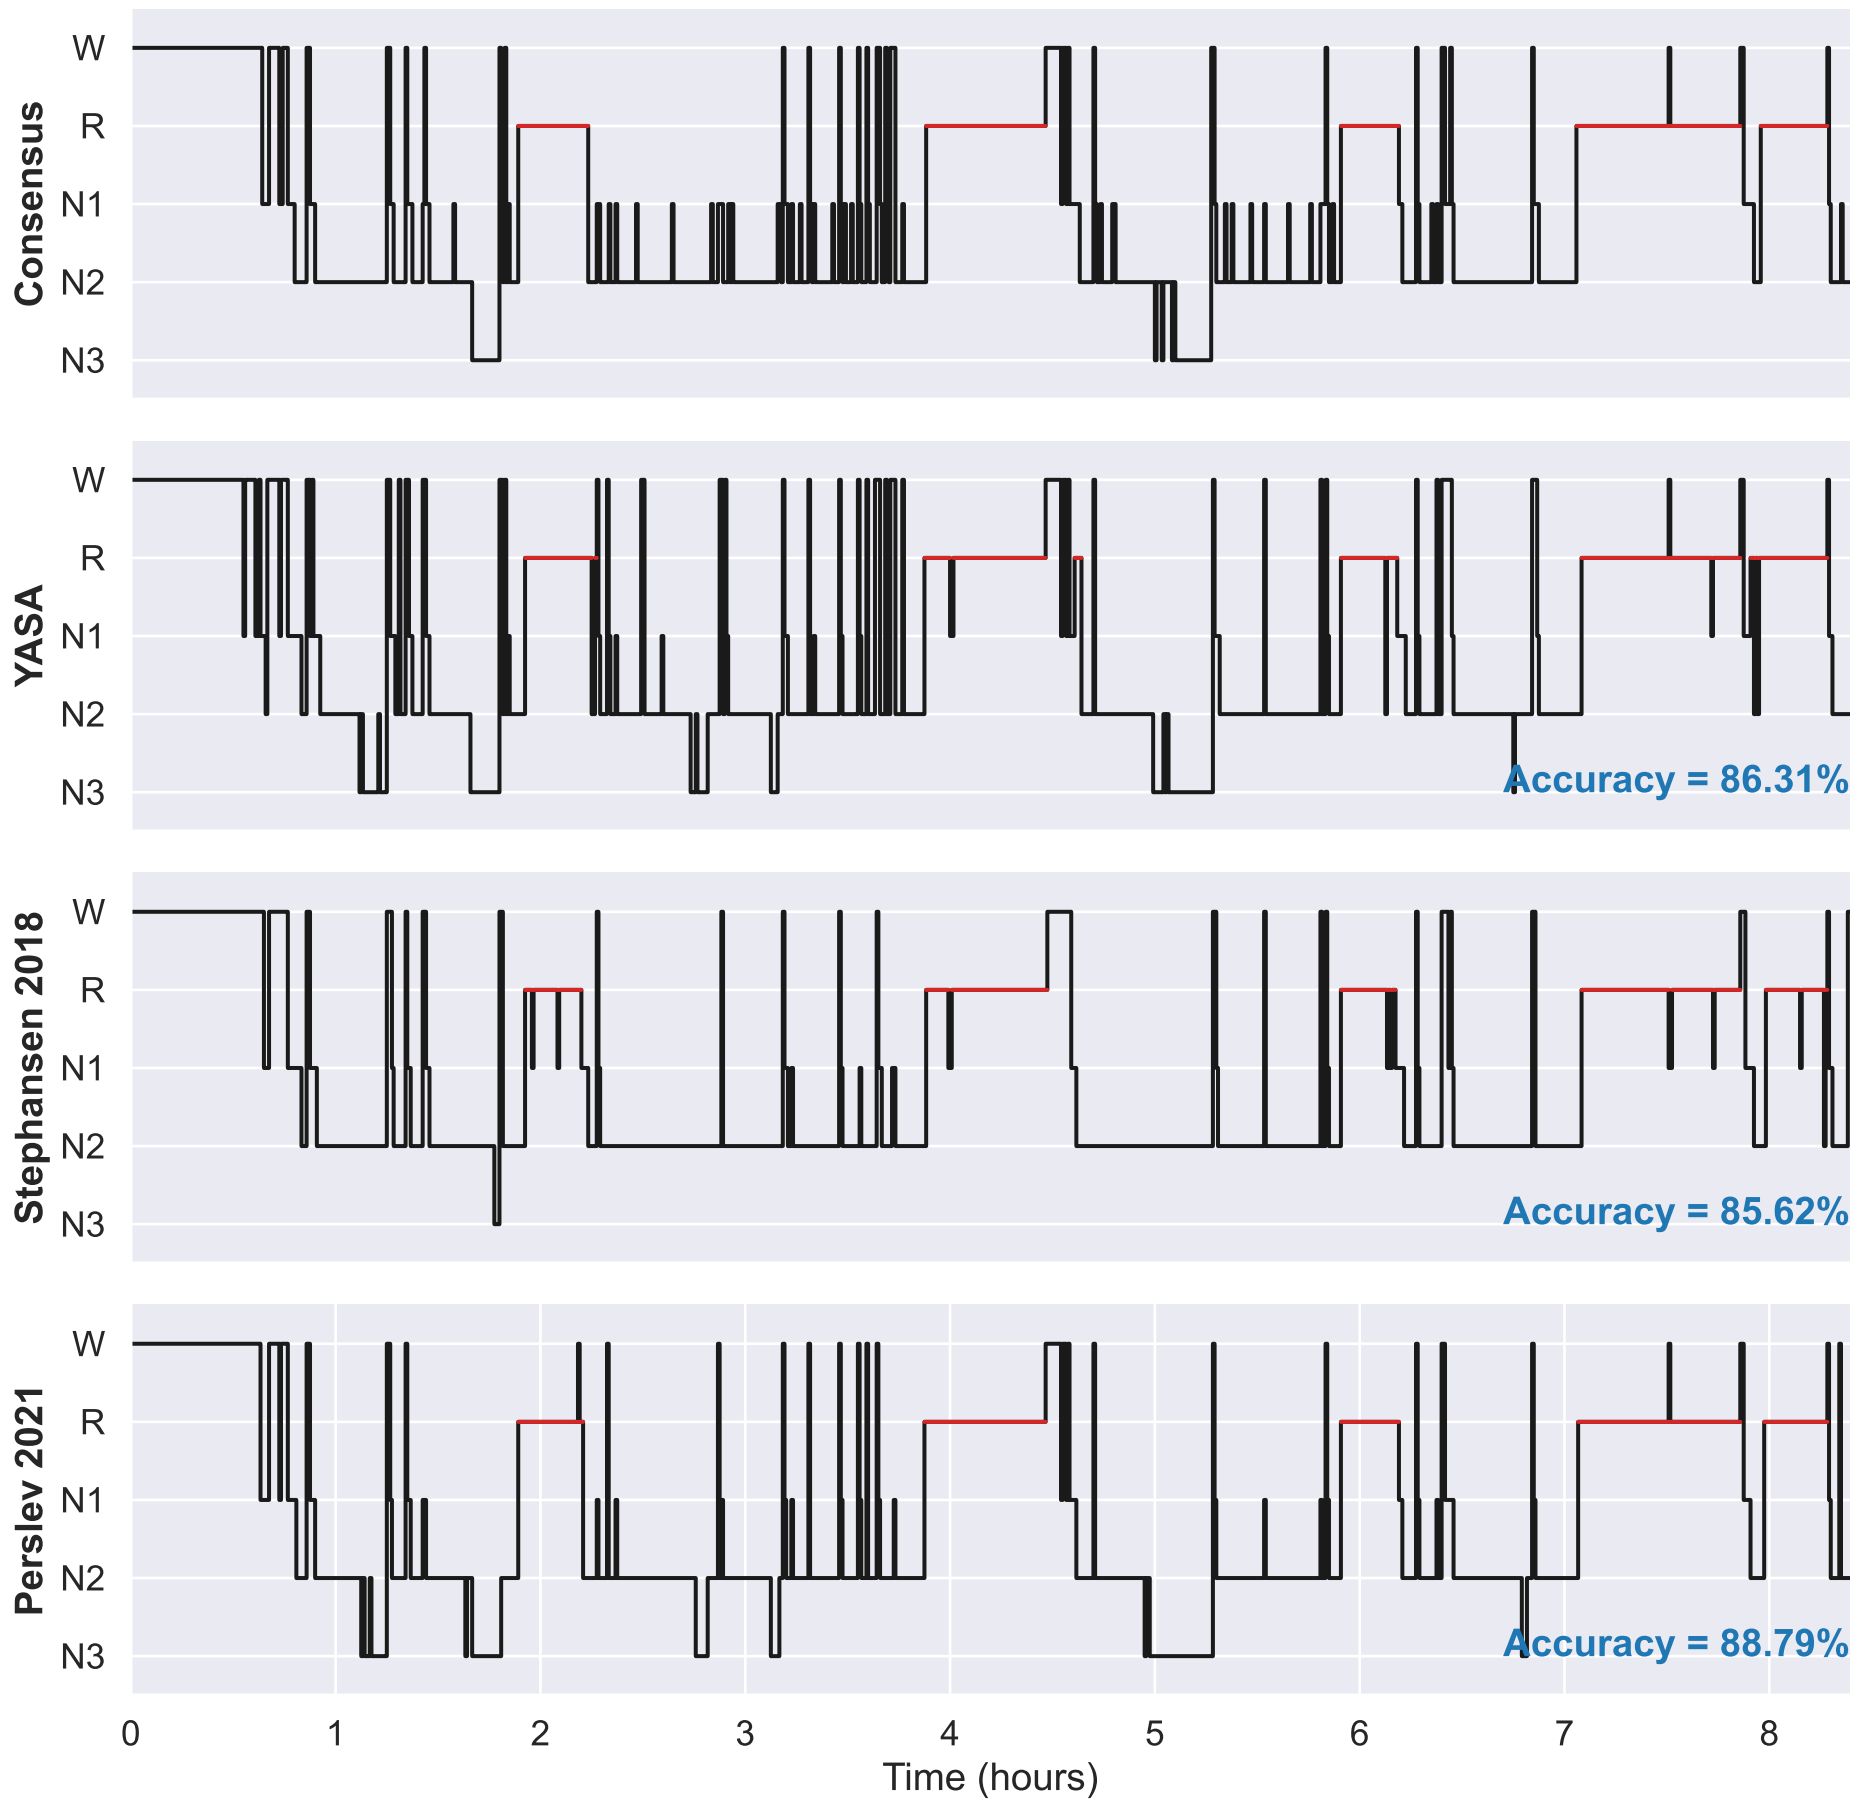 Consensus
W
R
N1
N2
N3
YASA
W
R
N1
N2
N3
Accuracy = 86.31%
Stephansen 2018
W
R
N1
N2
N3
Accuracy = 85.62%
Perslev 2021
W
R
N1
N2
N3
Accuracy = 88.79%
0 1 2 3 4 5 6 7 8
Time (hours)